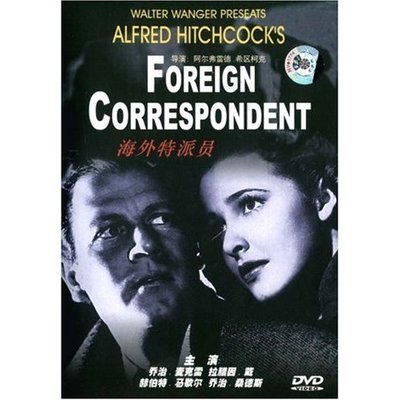 WALTER WANGER PRESEATS
ALFRED HITCHCOCK'S
导演：阿尔弗雷德.希区柯克
FOREIGN
CORRESPONDENT
海外特派员
主演
乔治.麦克雷 拉腊因.戴
赫伯特.马歇尔 乔治.桑德斯
DVD
VIDEO